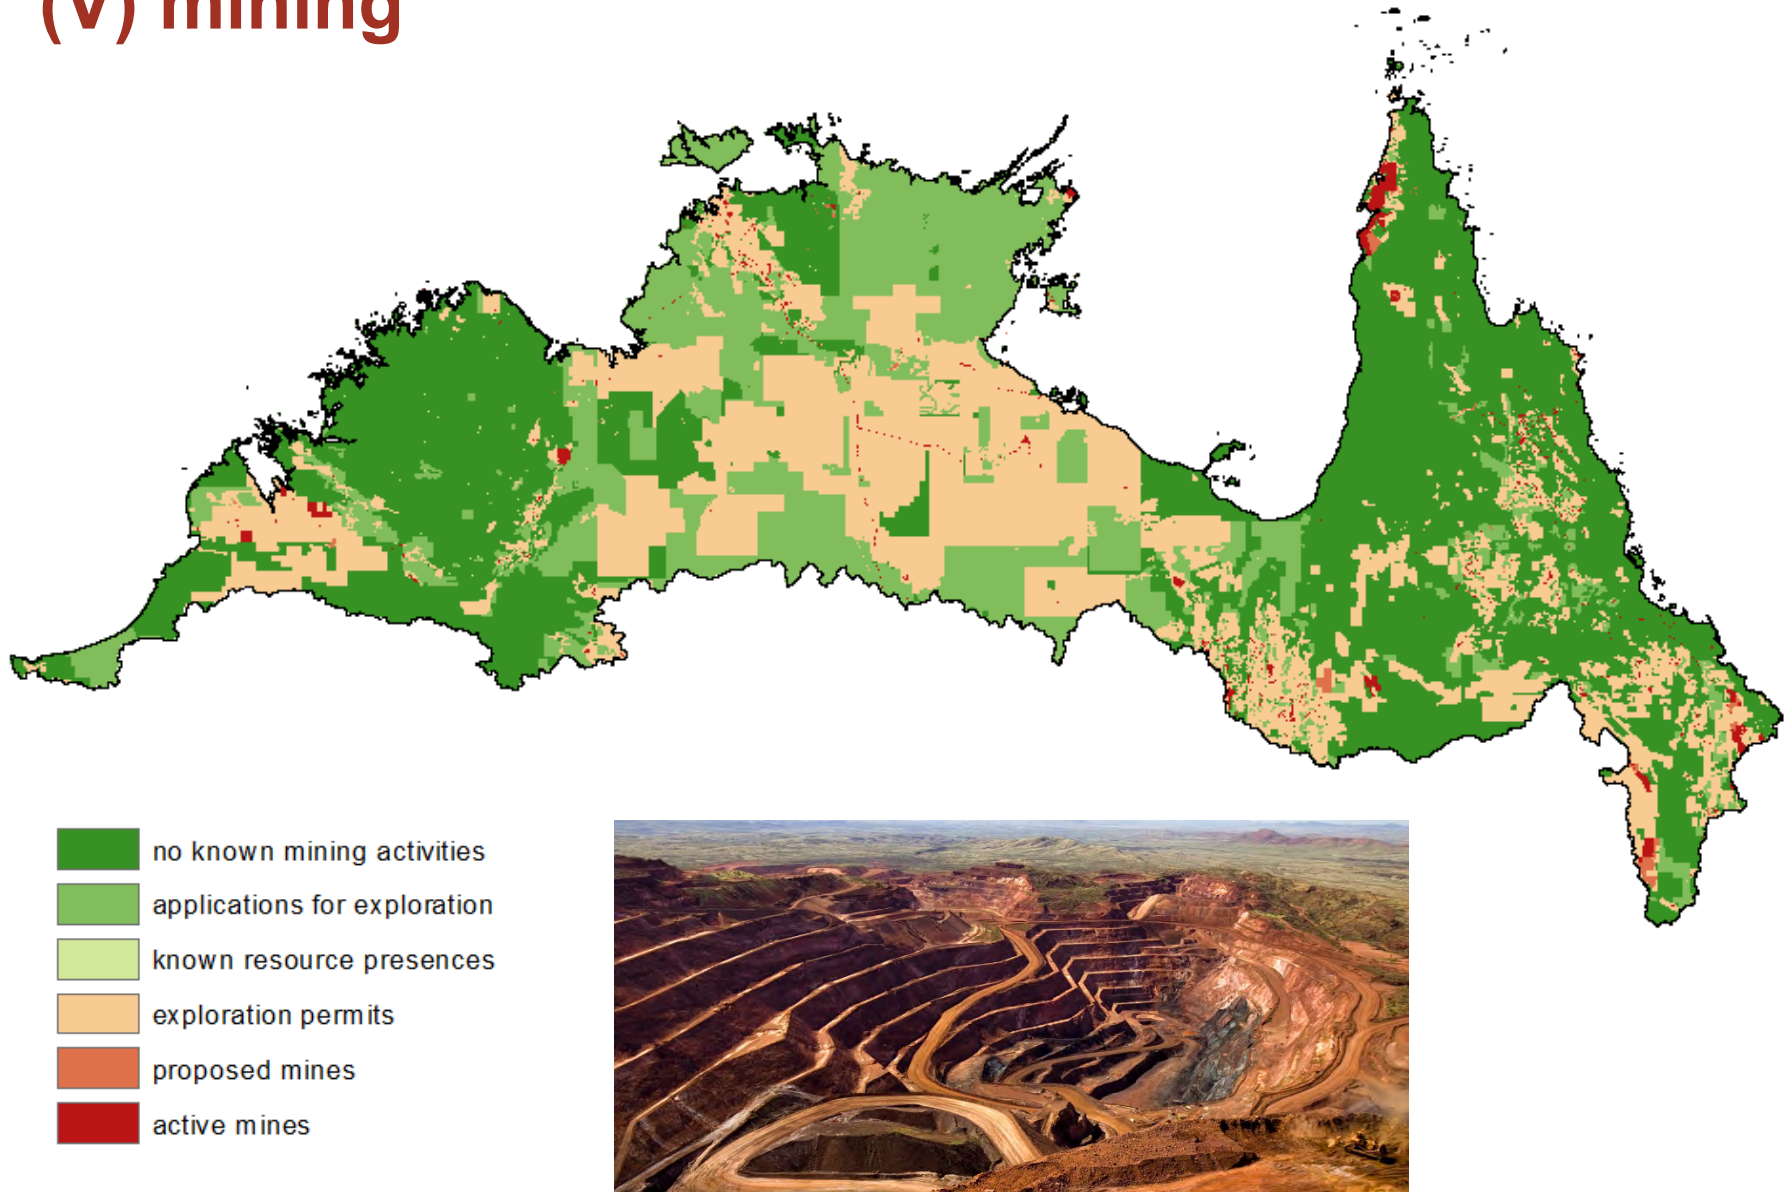 (v) mining
no known mining activities
applications for exploration
known resource presences
exploration permits
proposed mines
active mines